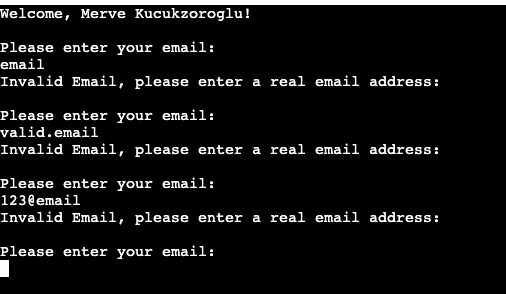 Welcome, Merve Kucukzoroglu!
Please enter your email:
email
Invalid Email, please enter a real email address:
Please enter your email:
valid.email
Invalid Email, please enter a real email address:
Please enter your email:
123@email
Invalid Email, please enter a real email address:
Please enter your email: